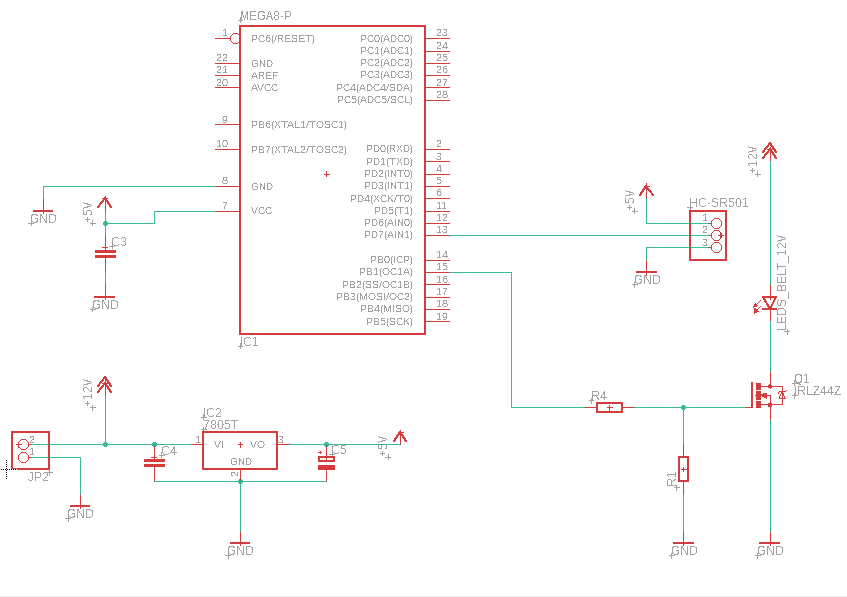 MEGA8-P
1 PC6(/RESET) PC0(ADC0) 23
PC1(ADC1) 24
22 GND PC2(ADC2) 25
21 AREF PC3(ADC3) 26
20 AVCC PC4(ADC4/SDA) 27
PC5(ADC5/SCL) 28
9 PB6(XTAL1/TOSC1)
10 PB7(XTAL2/TOSC2) PD0(RXD) 2
PD1(TXD) 3
PD2(INT0) 4
8 GND PD3(INT1) 5
PD4(XCK/T0) 6
7 VCC PD5(T1) 11
PD6(AIN0) 12
PD7(AIN1) 13
PB0(ICP) 14
PB1(OC1A) 15
PB2(SS/OC1B) 16
PB3(MOSI/OC2) 17
PB4(MISO) 18
PB5(SCK) 19
IC1
GND
+5V
C3
GND
+5V
HC-SR501
1
2
3
GND
+12V
LEDS_BELT_12V
Q1
IRLZ44Z
R4
R1
GND
GND
+12V
2
1
JP2
GND
C4
IC2
7805T
1 VI VO 3
GND
2
C5
+5V
GND